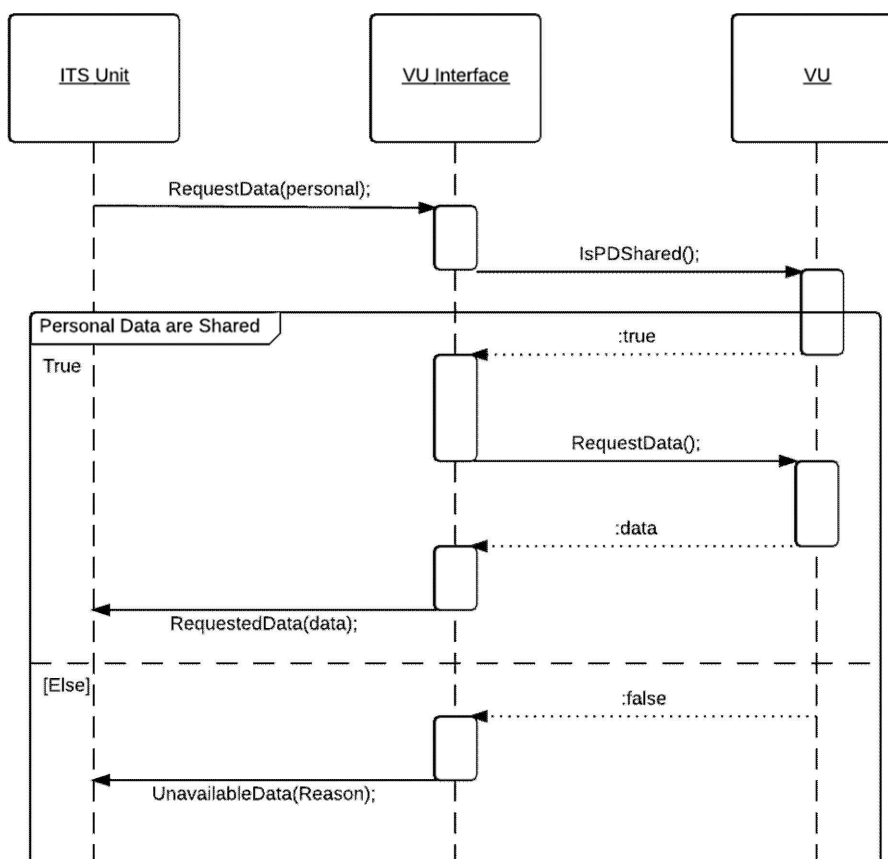 ITS Unit
VU Interface
VU
RequestData(personal);
IsPDShared();
Personal Data are Shared
:true
True
RequestData();
:data
RequestedData(data);
[Else]
:false
UnavailableData(Reason);